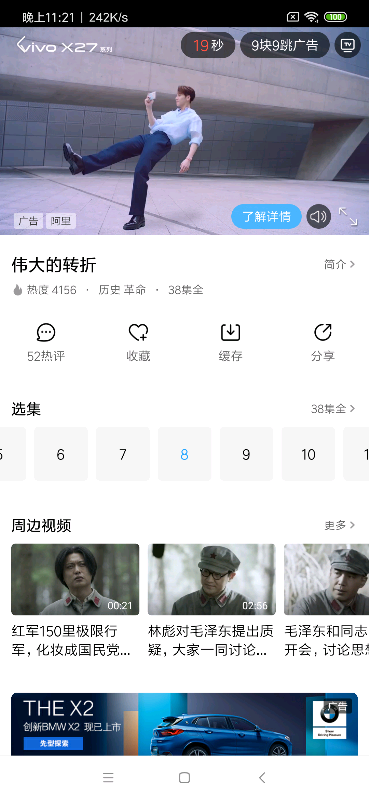 晚上11:21 | 242K/s
100
vivo X27系列
19秒
9块9跳广告
TV
广告
阿里
了解详情
伟大的转折
简介
热度 4156 · 历史 革命 · 38集全
52热评
收藏
缓存
分享
选集
38集全
6
7
8
9
10
周边视频
更多
00:21
02:56
红军150里极限行
军，化妆成国民党...
林彪对毛泽东提出质
疑，大家一同讨论...
毛泽东和同志
开会，讨论思想
THE X2
创新BMW X2 现已上市
先型探索
广告